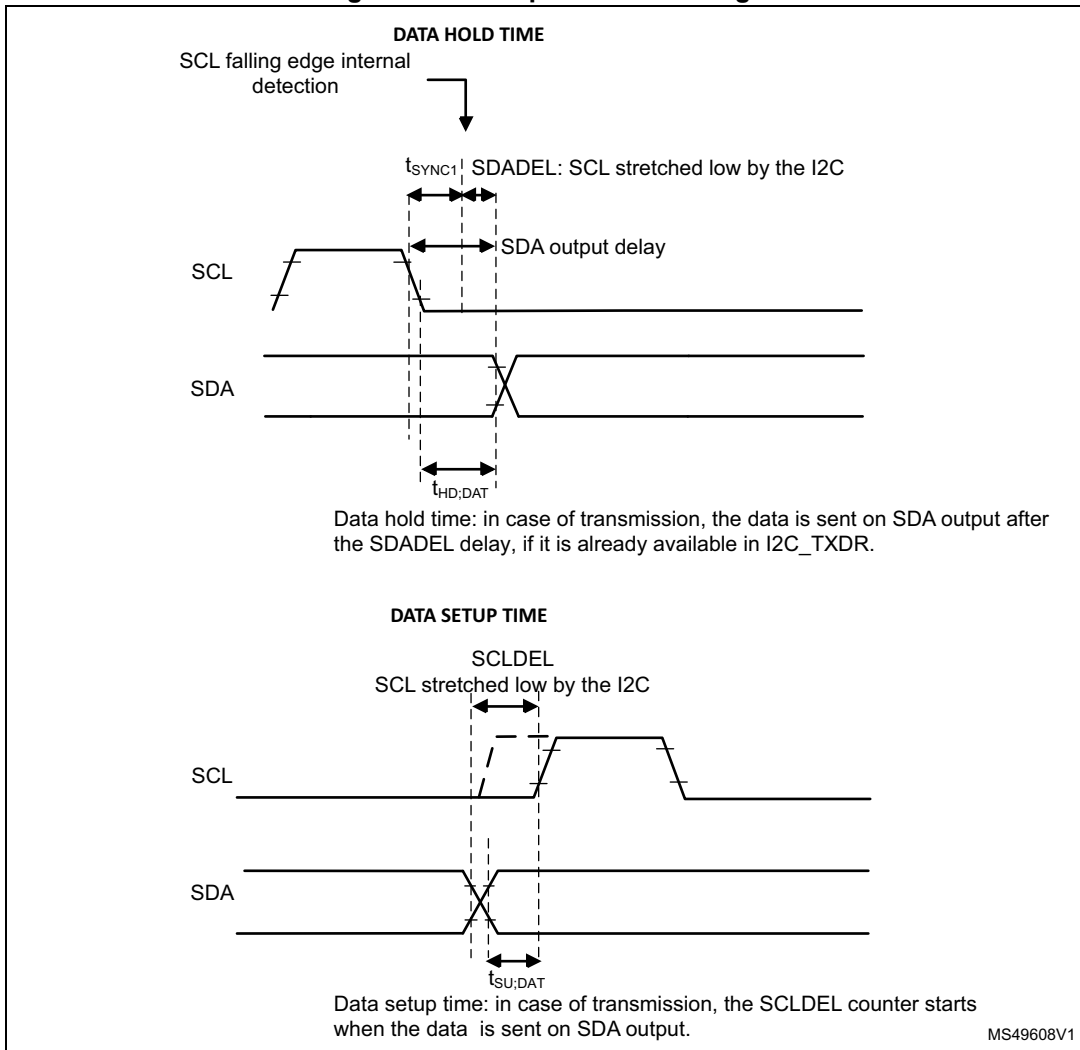 DATA HOLD TIME
SCL falling edge internal
detection
tSYNC1 SDADEL: SCL stretched low by the I2C
SDA output delay
SCL
SDA
tHD;DAT
Data hold time: in case of transmission, the data is sent on SDA output after
the SDADEL delay, if it is already available in I2C_TXDR.
DATA SETUP TIME
SCLDEL
SCL stretched low by the I2C
SCL
SDA
tSU;DAT
Data setup time: in case of transmission, the SCLDEL counter starts
when the data is sent on SDA output.
MS49608V1